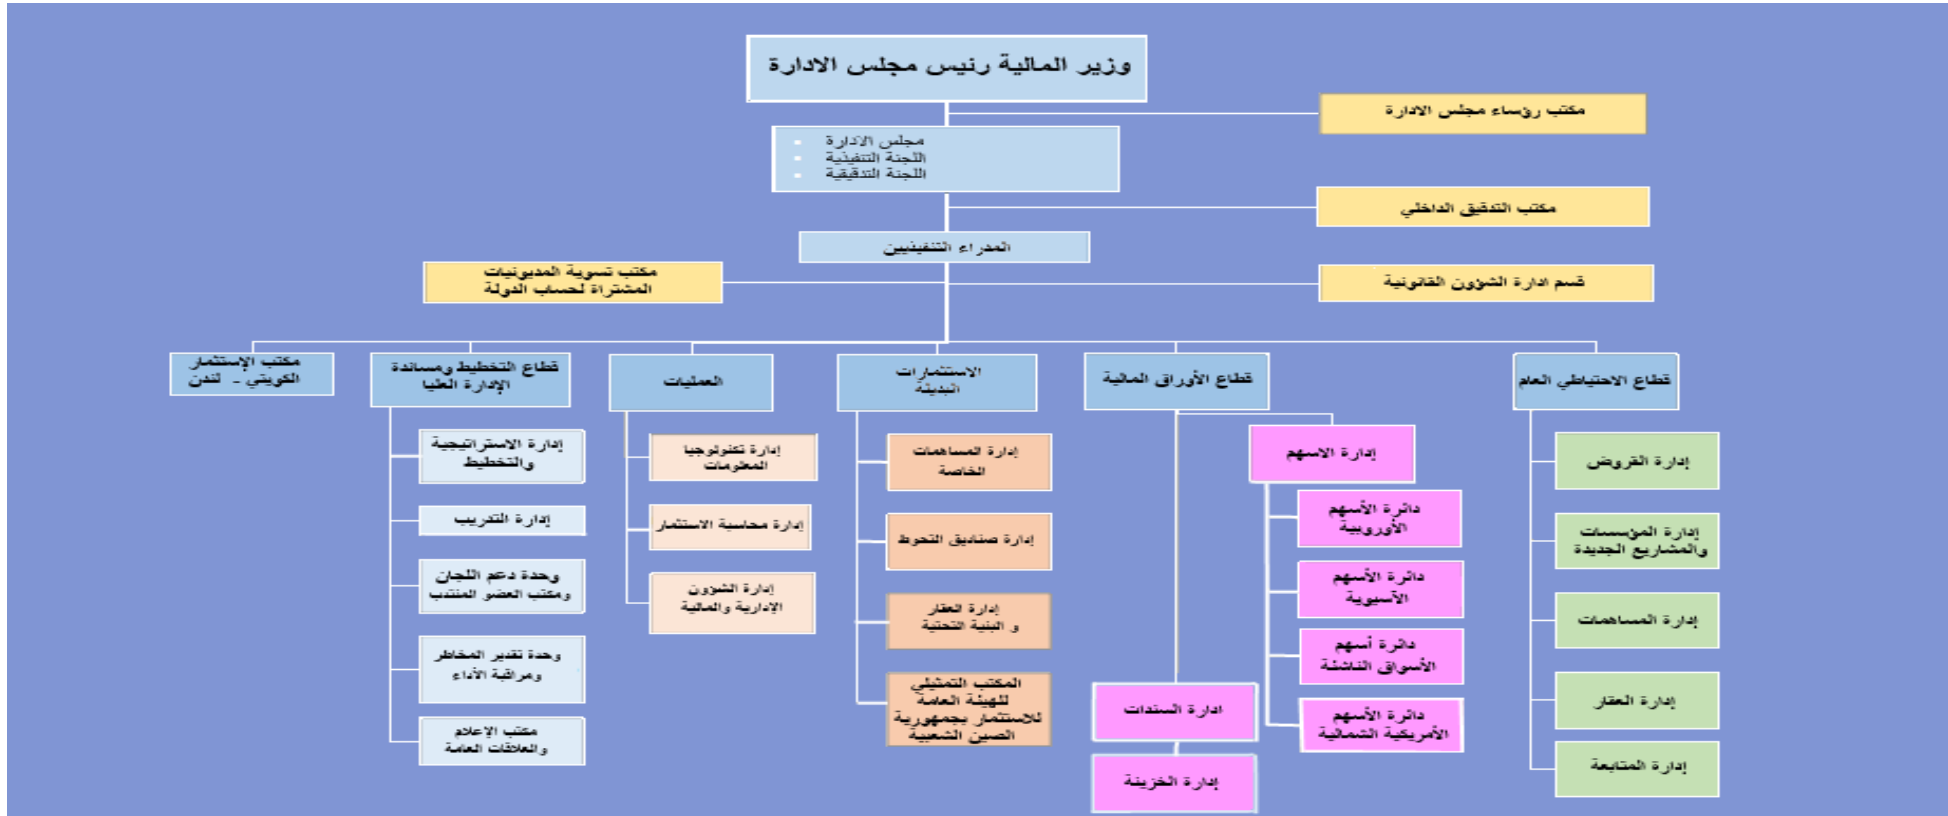 وزير المالية رئيس مجلس الادارة
مكتب رؤساء مجلس الادارة
مجلس الادارة
اللجنة التنفيذية
اللجنة التدقيقية
مكتب التدقيق الداخلي
المدراء التنفيذيين
قسم ادارة الشؤون القانونية
مكتب تسوية المديونيات
المشتراة لحساب الدولة
قطاع الاحتياطي العام
إدارة القروض
إدارة المؤسسات
والمشاريع الجديدة
إدارة المساهمات
إدارة العقار
إدارة المتابعة
قطاع الأوراق المالية
إدارة الاسهم
دائرة الأسهم
الأوروبية
دائرة الأسهم
الأسيوية
دائرة أسهم
الأسواق الناشئة
دائرة الأسهم
الأمريكية الشمالية
ادارة السندات
إدارة الخزينة
الاستثمارات
البديلة
إدارة المساهمات
الخاصة
إدارة صناديق التحوط
إدارة العقار
و البنية التحتية
المكتب التمثيلي
للهيئة العامة
للاستثمار بجمهورية
الصين الشعبية
العمليات
إدارة تكنولوجيا
المعلومات
إدارة محاسبة الاستثمار
إدارة الشؤون
الإدارية والمالية
قطاع التخطيط ومساندة
الإدارة العليا
إدارة الاستراتيجية
والتخطيط
إدارة التدريب
وحدة دعم اللجان
ومكتب العضو المنتدب
وحدة تقدير المخاطر
ومراقبة الأداء
مكتب الإعلام
والعلاقات العامة
مكتب الإستثمار
الكويتي - لندن